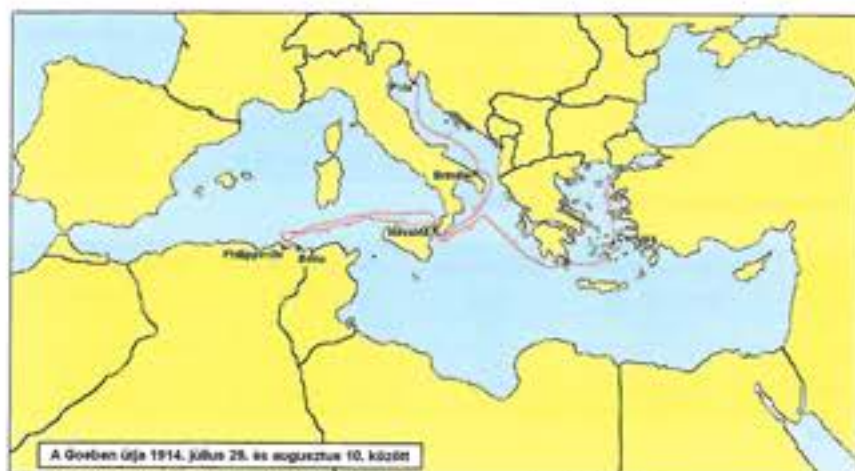 Pola
Brindisi
Messina
Philippeville
Bône
A Goeben útja 1914. július 29. és augusztus 10. között